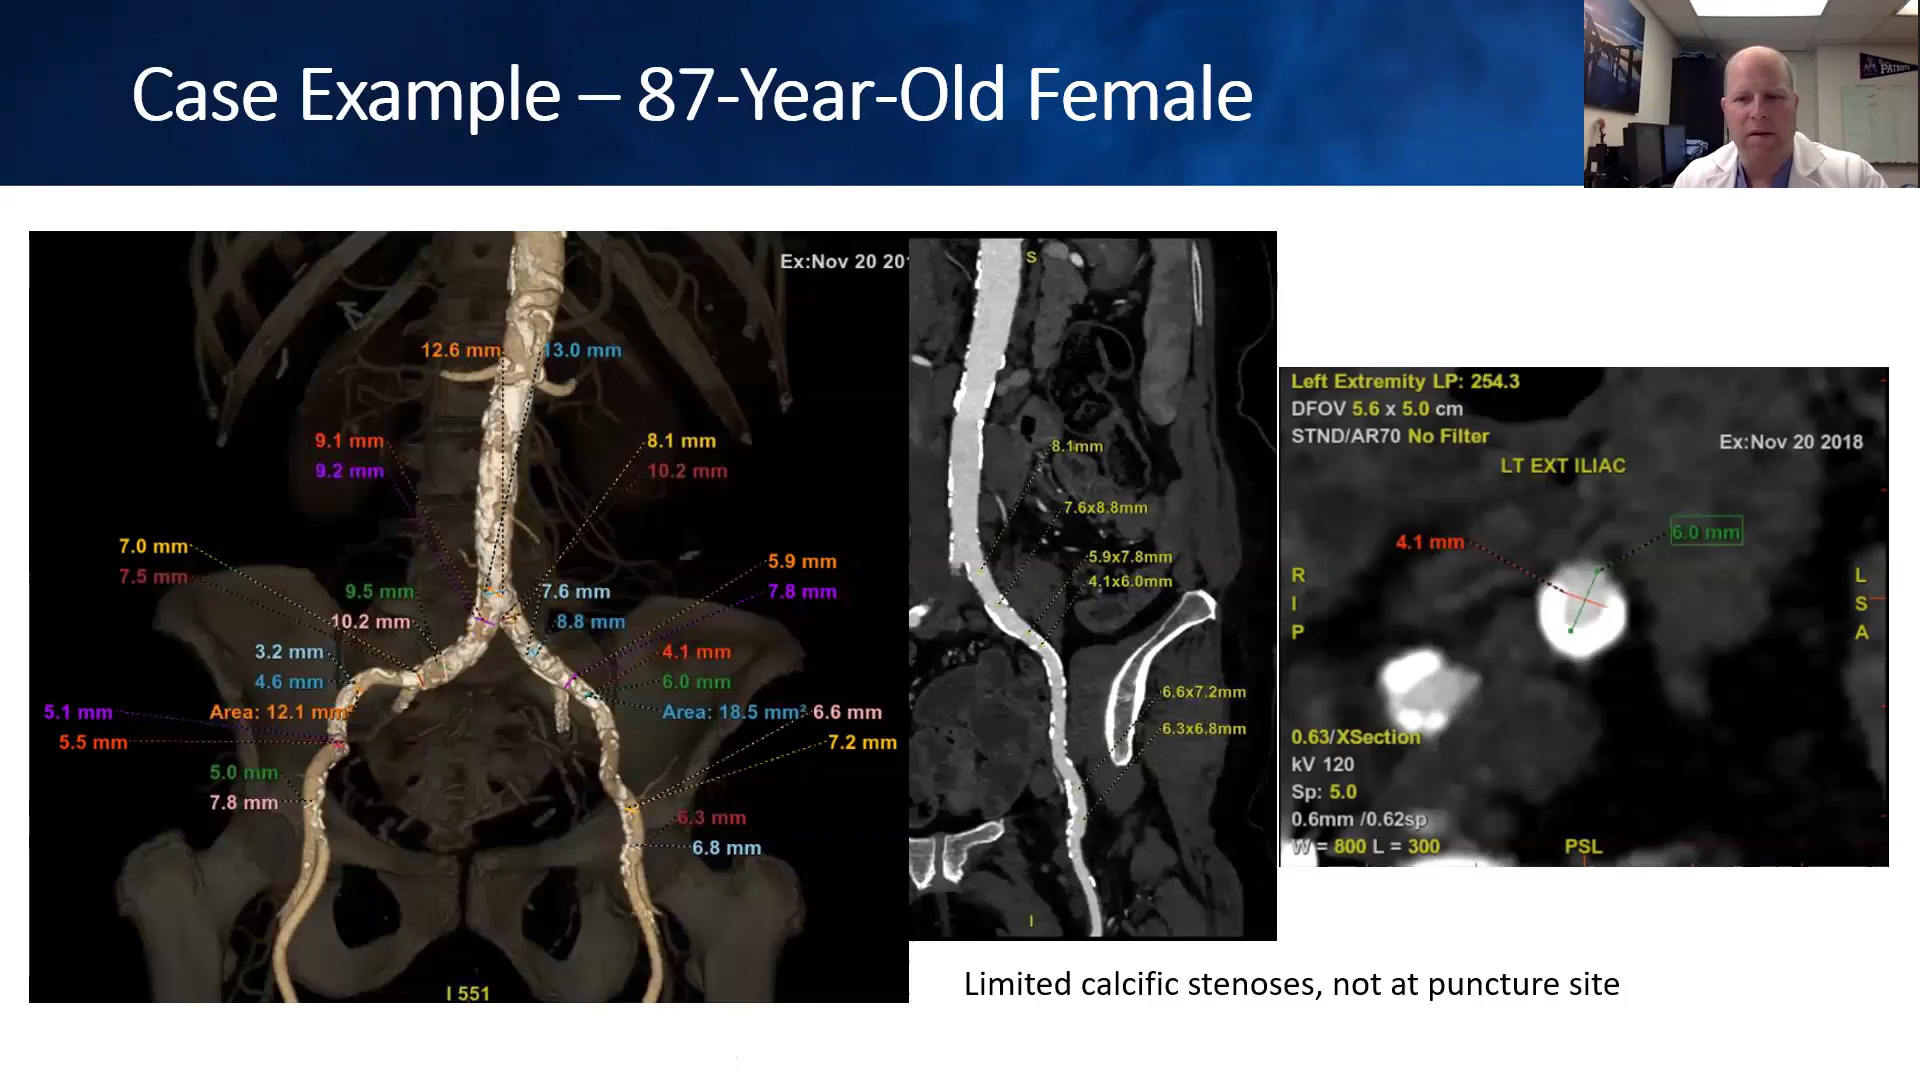 Case Example – 87-Year-Old Female
PATRI
Ex:Nov 20 20
12.6 mm
13.0 mm
9.1 mm
9.2 mm
8.1 mm
10.2 mm
7.0 mm
7.5 mm
9.5 mm
10.2 mm
7.6 mm
8.8 mm
5.9 mm
7.8 mm
3.2 mm
4.6 mm
Area: 12.1 mm²
4.1 mm
6.0 mm
Area: 18.5 mm²
5.1 mm
5.5 mm
6.6 mm
7.2 mm
5.0 mm
7.8 mm
6.3 mm
6.8 mm
I 551
S
8.1mm
7.6x8.8mm
5.9x7.8mm
4.1x6.0mm
6.6x7.2mm
6.3x6.8mm
I
Left Extremity LP: 254.3
DFOV 5.6 x 5.0 cm
STND/AR70 No Filter
Ex:Nov 20 2018
LT EXT ILIAC
4.1 mm
6.0 mm
R
I
P
L
S
A
0.63/XSection
kV 120
Sp: 5.0
0.6mm /0.62sp
W = 800 L = 300
PSL
Limited calcific stenoses, not at puncture site